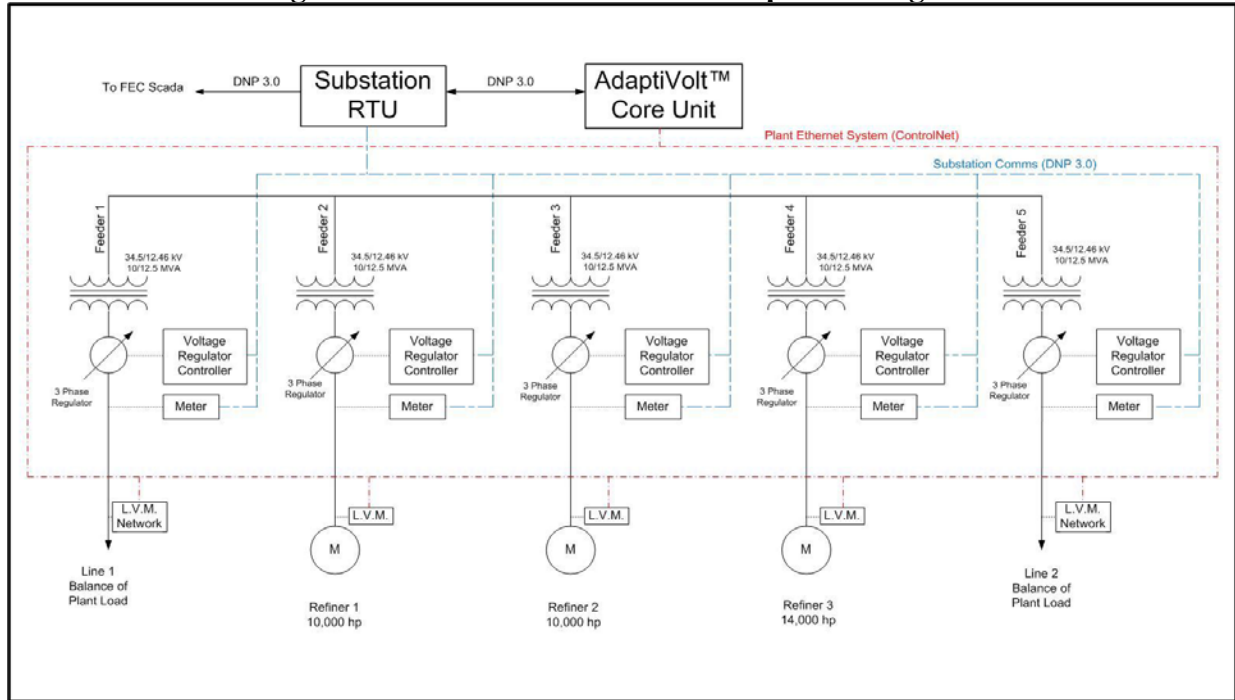 To FEC Scada
DNP 3.0
Substation
RTU
DNP 3.0
AdaptiVolt™
Core Unit
Plant Ethernet System (ControlNet)
Substation Comms (DNP 3.0)
Feeder 1
34.5/12.46 kV
10/12.5 MVA
Voltage
Regulator
Controller
3 Phase
Regulator
Meter
L.V.M.
Network
Line 1
Balance of
Plant Load
Feeder 2
34.5/12.46 kV
10/12.5 MVA
Voltage
Regulator
Controller
3 Phase
Regulator
Meter
L.V.M.
M
Refiner 1
10,000 hp
Feeder 3
34.5/12.46 kV
10/12.5 MVA
Voltage
Regulator
Controller
3 Phase
Regulator
Meter
L.V.M.
M
Refiner 2
10,000 hp
Feeder 4
34.5/12.46 kV
10/12.5 MVA
Voltage
Regulator
Controller
3 Phase
Regulator
Meter
L.V.M.
M
Refiner 3
14,000 hp
Feeder 5
34.5/12.46 kV
10/12.5 MVA
Voltage
Regulator
Controller
3 Phase
Regulator
Meter
L.V.M.
Network
Line 2
Balance of
Plant Load